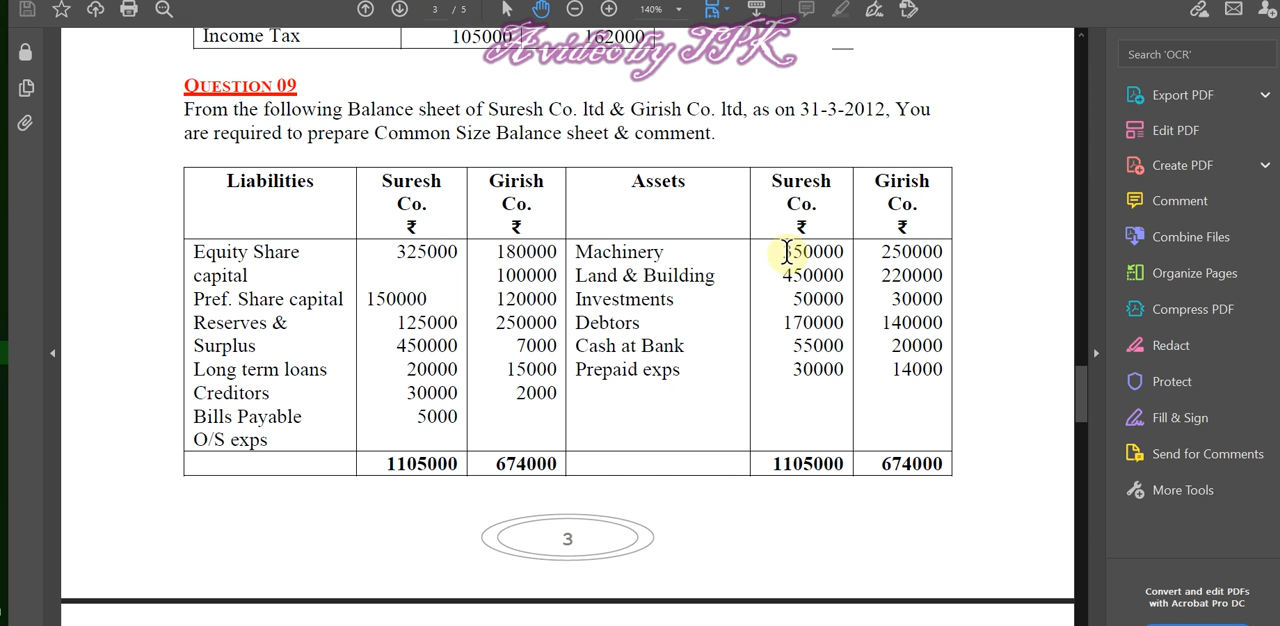 3 / 5
140%
Income Tax 105000 162000
A video by JPK
QUESTION 09
From the following Balance sheet of Suresh Co. ltd & Girish Co. ltd, as on 31-3-2012, You
are required to prepare Common Size Balance sheet & comment.
Liabilities Suresh Girish Assets Suresh Girish
Co. Co. Co. Co.
₹ ₹ ₹ ₹
Equity Share 325000 180000 Machinery 350000 250000
capital 100000 Land & Building 450000 220000
Pref. Share capital 150000 120000 Investments 50000 30000
Reserves & 125000 250000 Debtors 170000 140000
Surplus 450000 7000 Cash at Bank 55000 20000
Long term loans 20000 15000 Prepaid exps 30000 14000
Creditors 30000 2000
Bills Payable 5000
O/S exps
1105000 674000 1105000 674000
3
Search 'OCR'
Export PDF
Edit PDF
Create PDF
Comment
Combine Files
Organize Pages
Compress PDF
Redact
Protect
Fill & Sign
Send for Comments
More Tools
Convert and edit PDFs
with Acrobat Pro DC